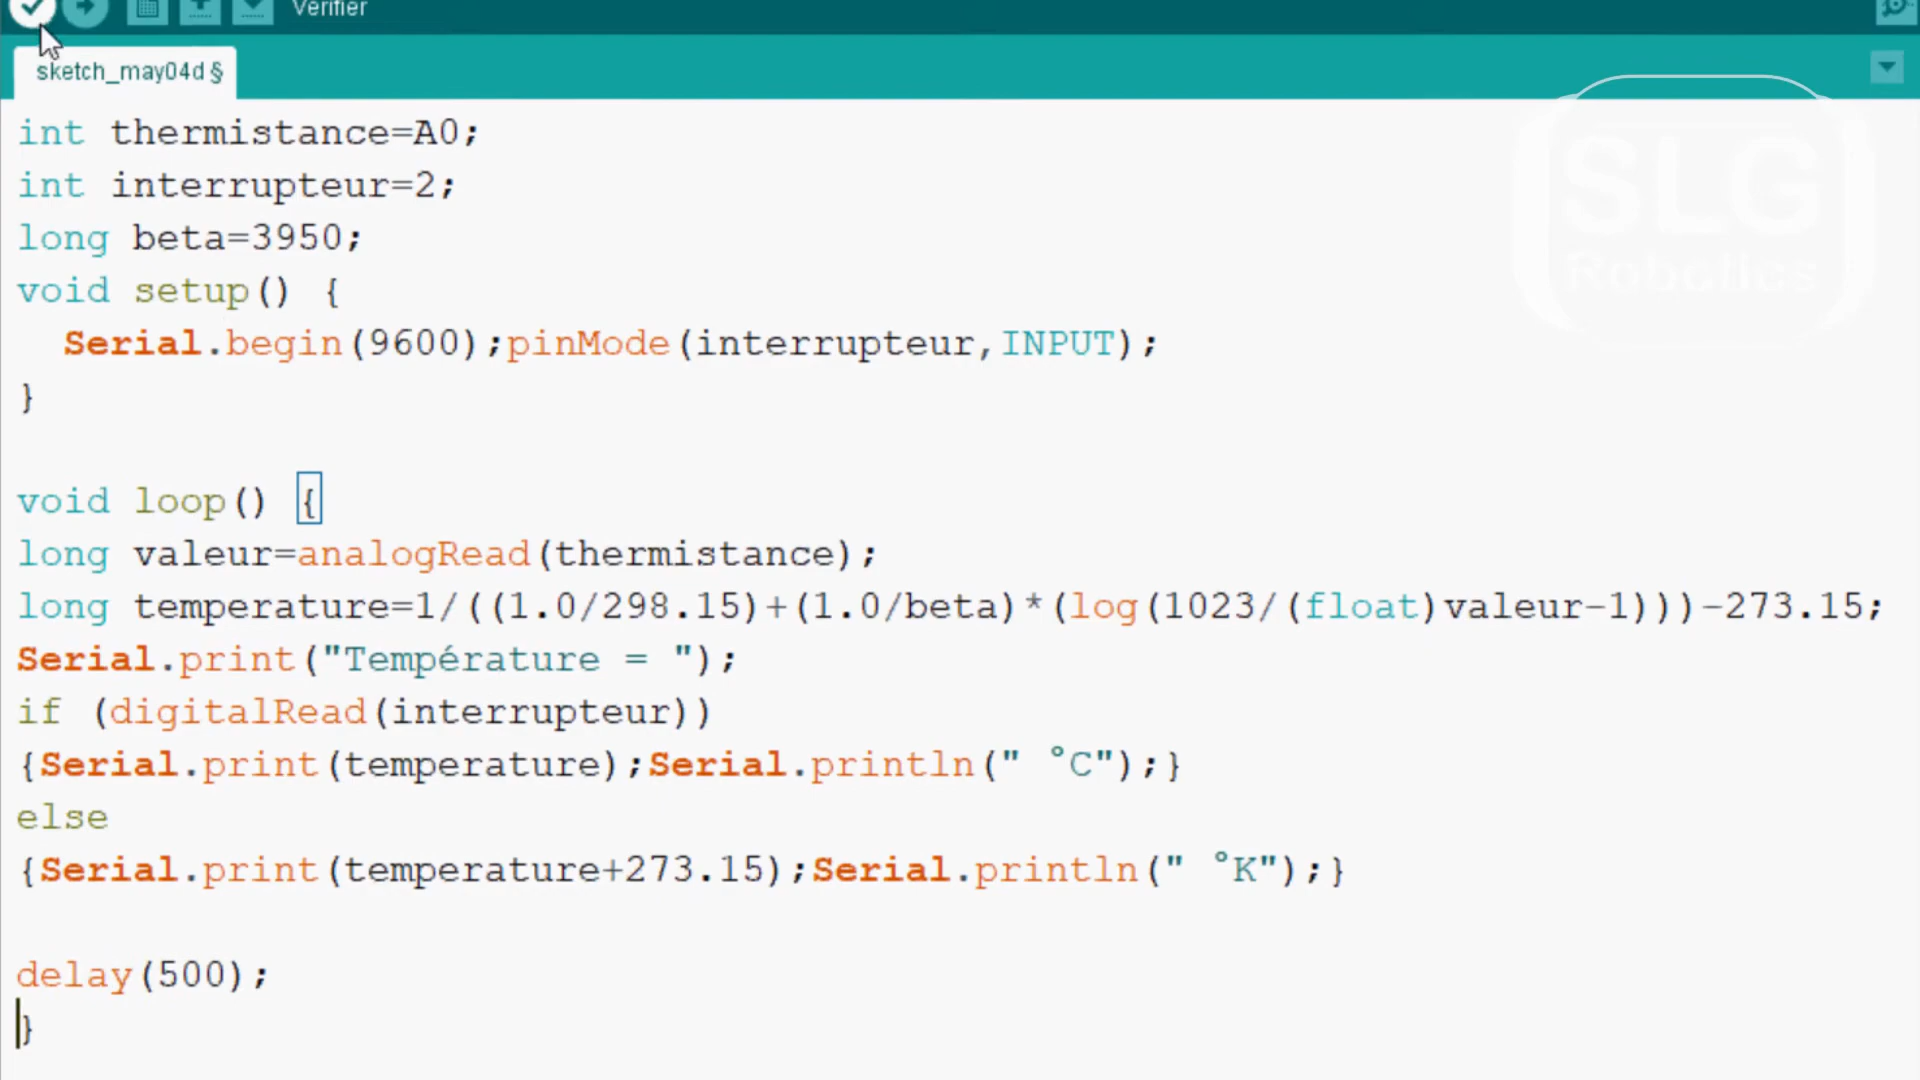 Vérifier
sketch_may04d §
SLG
Robotics
int thermistance=A0;
int interrupteur=2;
long beta=3950;
void setup() {
Serial.begin(9600);pinMode(interrupteur,INPUT);
}
void loop() {
long valeur=analogRead(thermistance);
long temperature=1/((1.0/298.15)+(1.0/beta)*(log(1023/(float)valeur-1)))-273.15;
Serial.print("Température = ");
if (digitalRead(interrupteur))
{Serial.print(temperature);Serial.println(" °C");}
else
{Serial.print(temperature+273.15);Serial.println(" °K");}
delay(500);
}